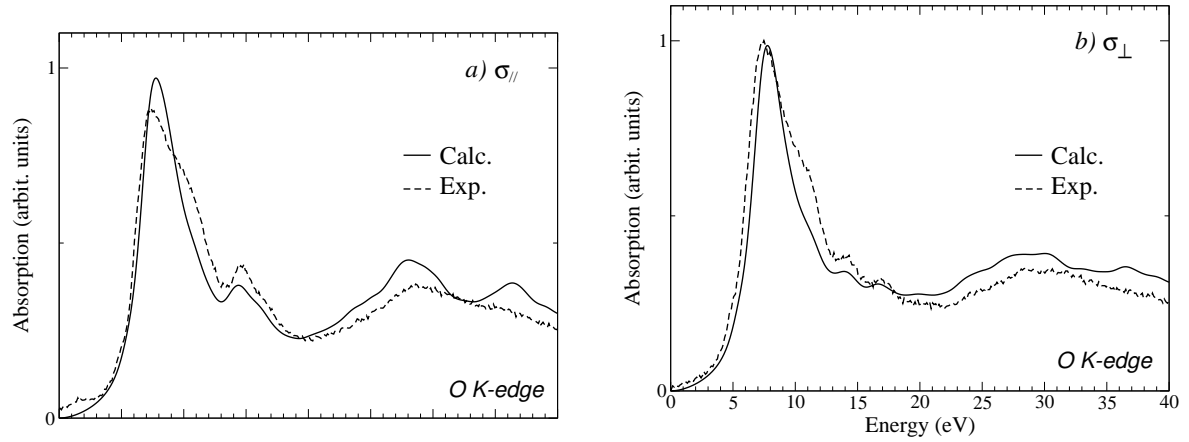 a) σ//
1
Absorption (arbit. units)
Calc.
Exp.
0
O K-edge
b) σ⊥
1
Absorption (arbit. units)
Calc.
Exp.
0
O K-edge
0 5 10 15 20 25 30 35 40
Energy (eV)